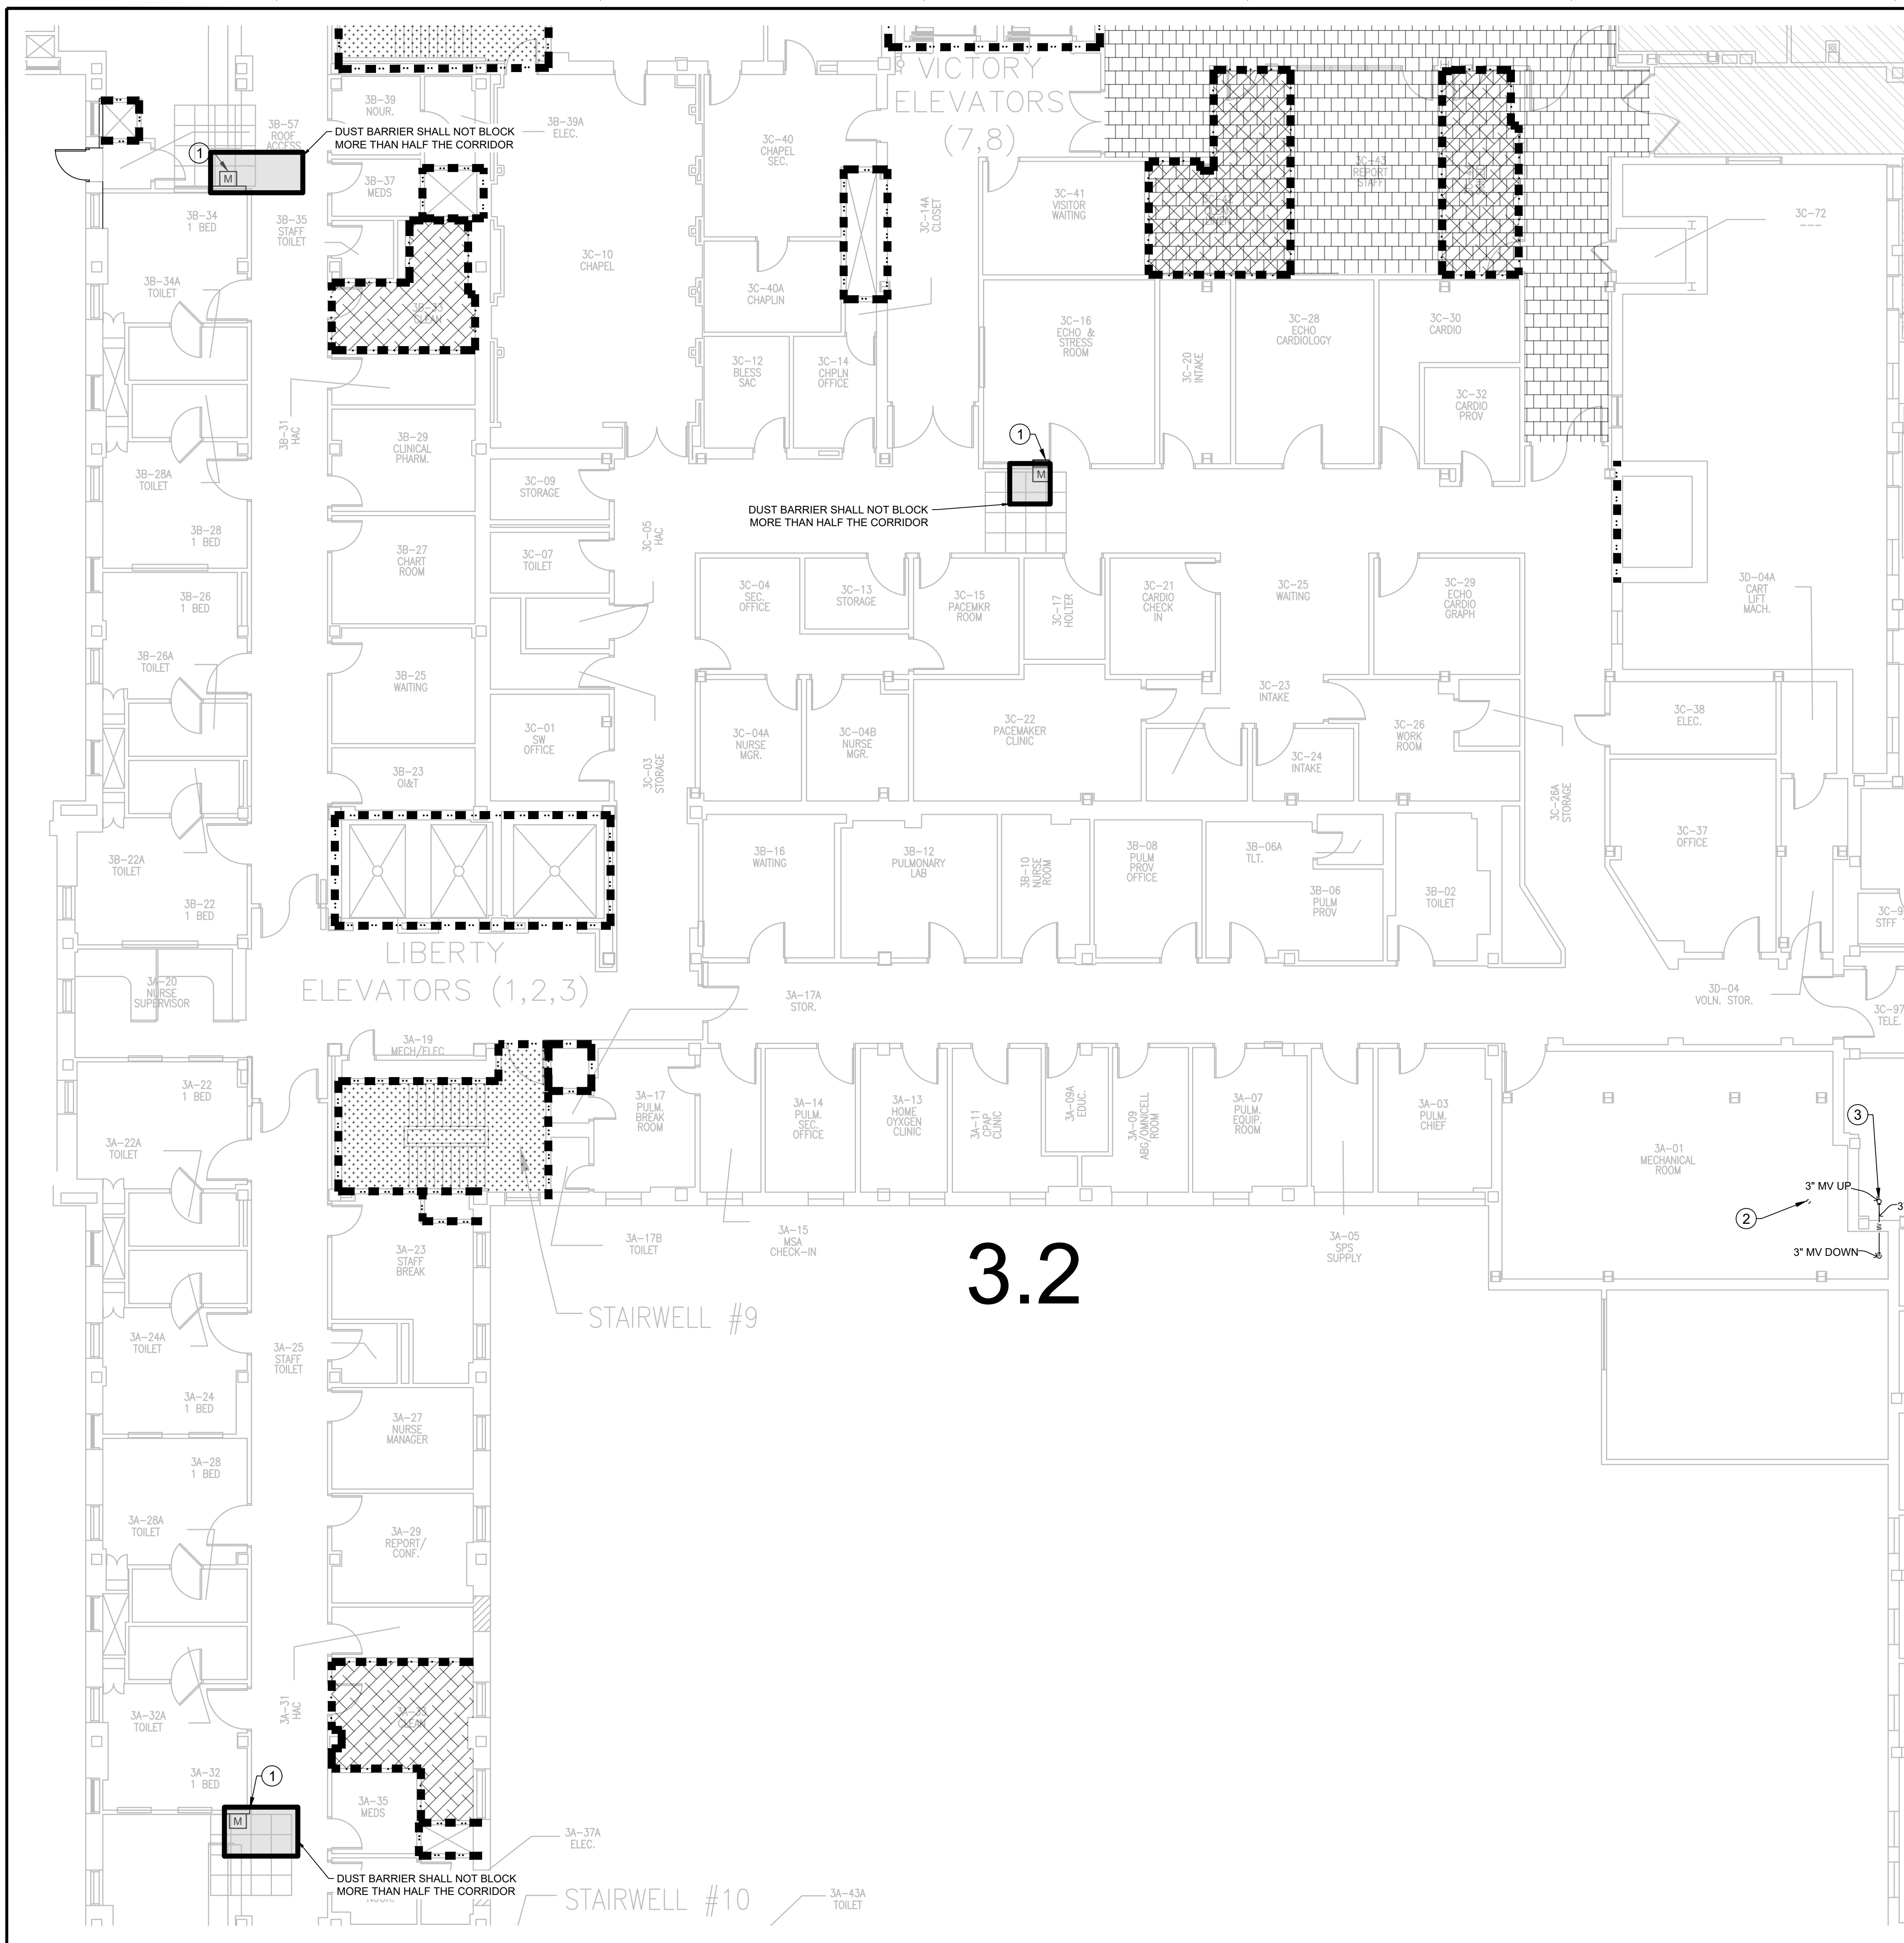 VICTORY
ELEVATORS
(7,8)
3B-39
NOUR.
3B-39A
ELEC.
3B-57
ROOF
ACCESS
DUST BARRIER SHALL NOT BLOCK
MORE THAN HALF THE CORRIDOR
1
M
3C-40
CHAPEL
SEC.
3B-37
MEDS
3C-41
VISITOR
WAITING
3C-43
REPORT
STAFF
3C-14A
CLOSET
3C-72
---
3B-34
1 BED
3B-35
STAFF
TOILET
3C-10
CHAPEL
3B-34A
TOILET
3C-40A
CHAPLIN
3B-33
CLEAN
3C-16
ECHO &
STRESS
ROOM
3C-28
ECHO
CARDIOLOGY
3C-30
CARDIO
3C-12
BLESS
SAC
3C-14
CHPLN
OFFICE
3C-20
INTAKE
3C-32
CARDIO
PROV
3B-31
HAC
3B-29
CLINICAL
PHARM.
1
M
3B-28A
TOILET
3C-09
STORAGE
DUST BARRIER SHALL NOT BLOCK
MORE THAN HALF THE CORRIDOR
3B-28
1 BED
3C-05
HAC
3B-27
CHART
ROOM
3C-07
TOILET
3B-26
1 BED
3C-04
SEC.
OFFICE
3C-13
STORAGE
3C-15
PACEMKR
ROOM
3C-17
HOLTER
3C-21
CARDIO
CHECK
IN
3C-25
WAITING
3C-29
ECHO
CARDIO
GRAPH
3D-04A
CART
LIFT
MACH.
3B-26A
TOILET
3B-25
WAITING
3C-23
INTAKE
3C-01
SW
OFFICE
3C-04A
NURSE
MGR.
3C-04B
NURSE
MGR.
3C-22
PACEMAKER
CLINIC
3C-26
WORK
ROOM
3C-38
ELEC.
3B-23
OI&T
3C-03
STORAGE
3C-24
INTAKE
3C-26A
STORAGE
3B-22A
TOILET
3B-16
WAITING
3B-12
PULMONARY
LAB
3B-10
NURSE
ROOM
3B-08
PULM
PROV
OFFICE
3B-06A
TLT.
3C-37
OFFICE
3B-22
1 BED
3B-06
PULM
PROV
3B-02
TOILET
3C-9
STFF
LIBERTY
ELEVATORS (1,2,3)
3A-20
NURSE
SUPERVISOR
3A-17A
STOR.
3D-04
VOLN. STOR.
3C-97
TELE.
3A-19
MECH/ELEC
3A-22
1 BED
3A-17
PULM.
BREAK
ROOM
3A-14
PULM.
SEC.
OFFICE
3A-13
HOME
OYXGEN
CLINIC
3A-11
CPAP
CLINIC
3A-09A
EDUC.
3A-09
ABG/OMNICELL
ROOM
3A-07
PULM.
EQUIP.
ROOM
3A-03
PULM.
CHIEF
3
3A-22A
TOILET
3A-01
MECHANICAL
ROOM
3" MV UP
3
2
W
3" MV DOWN
3A-23
STAFF
BREAK
3A-17B
TOILET
3A-15
MSA
CHECK-IN
3.2
3A-05
SPS
SUPPLY
STAIRWELL #9
3A-24A
TOILET
3A-25
STAFF
TOILET
3A-24
1 BED
3A-27
NURSE
MANAGER
3A-28
1 BED
3A-28A
TOILET
3A-29
REPORT/
CONF.
3A-32A
TOILET
3A-31
HAC
3A-33
CLEAN
3A-32
1 BED
1
M
3A-35
MEDS
3A-37A
ELEC.
DUST BARRIER SHALL NOT BLOCK
MORE THAN HALF THE CORRIDOR
STAIRWELL #10
3A-43A
TOILET